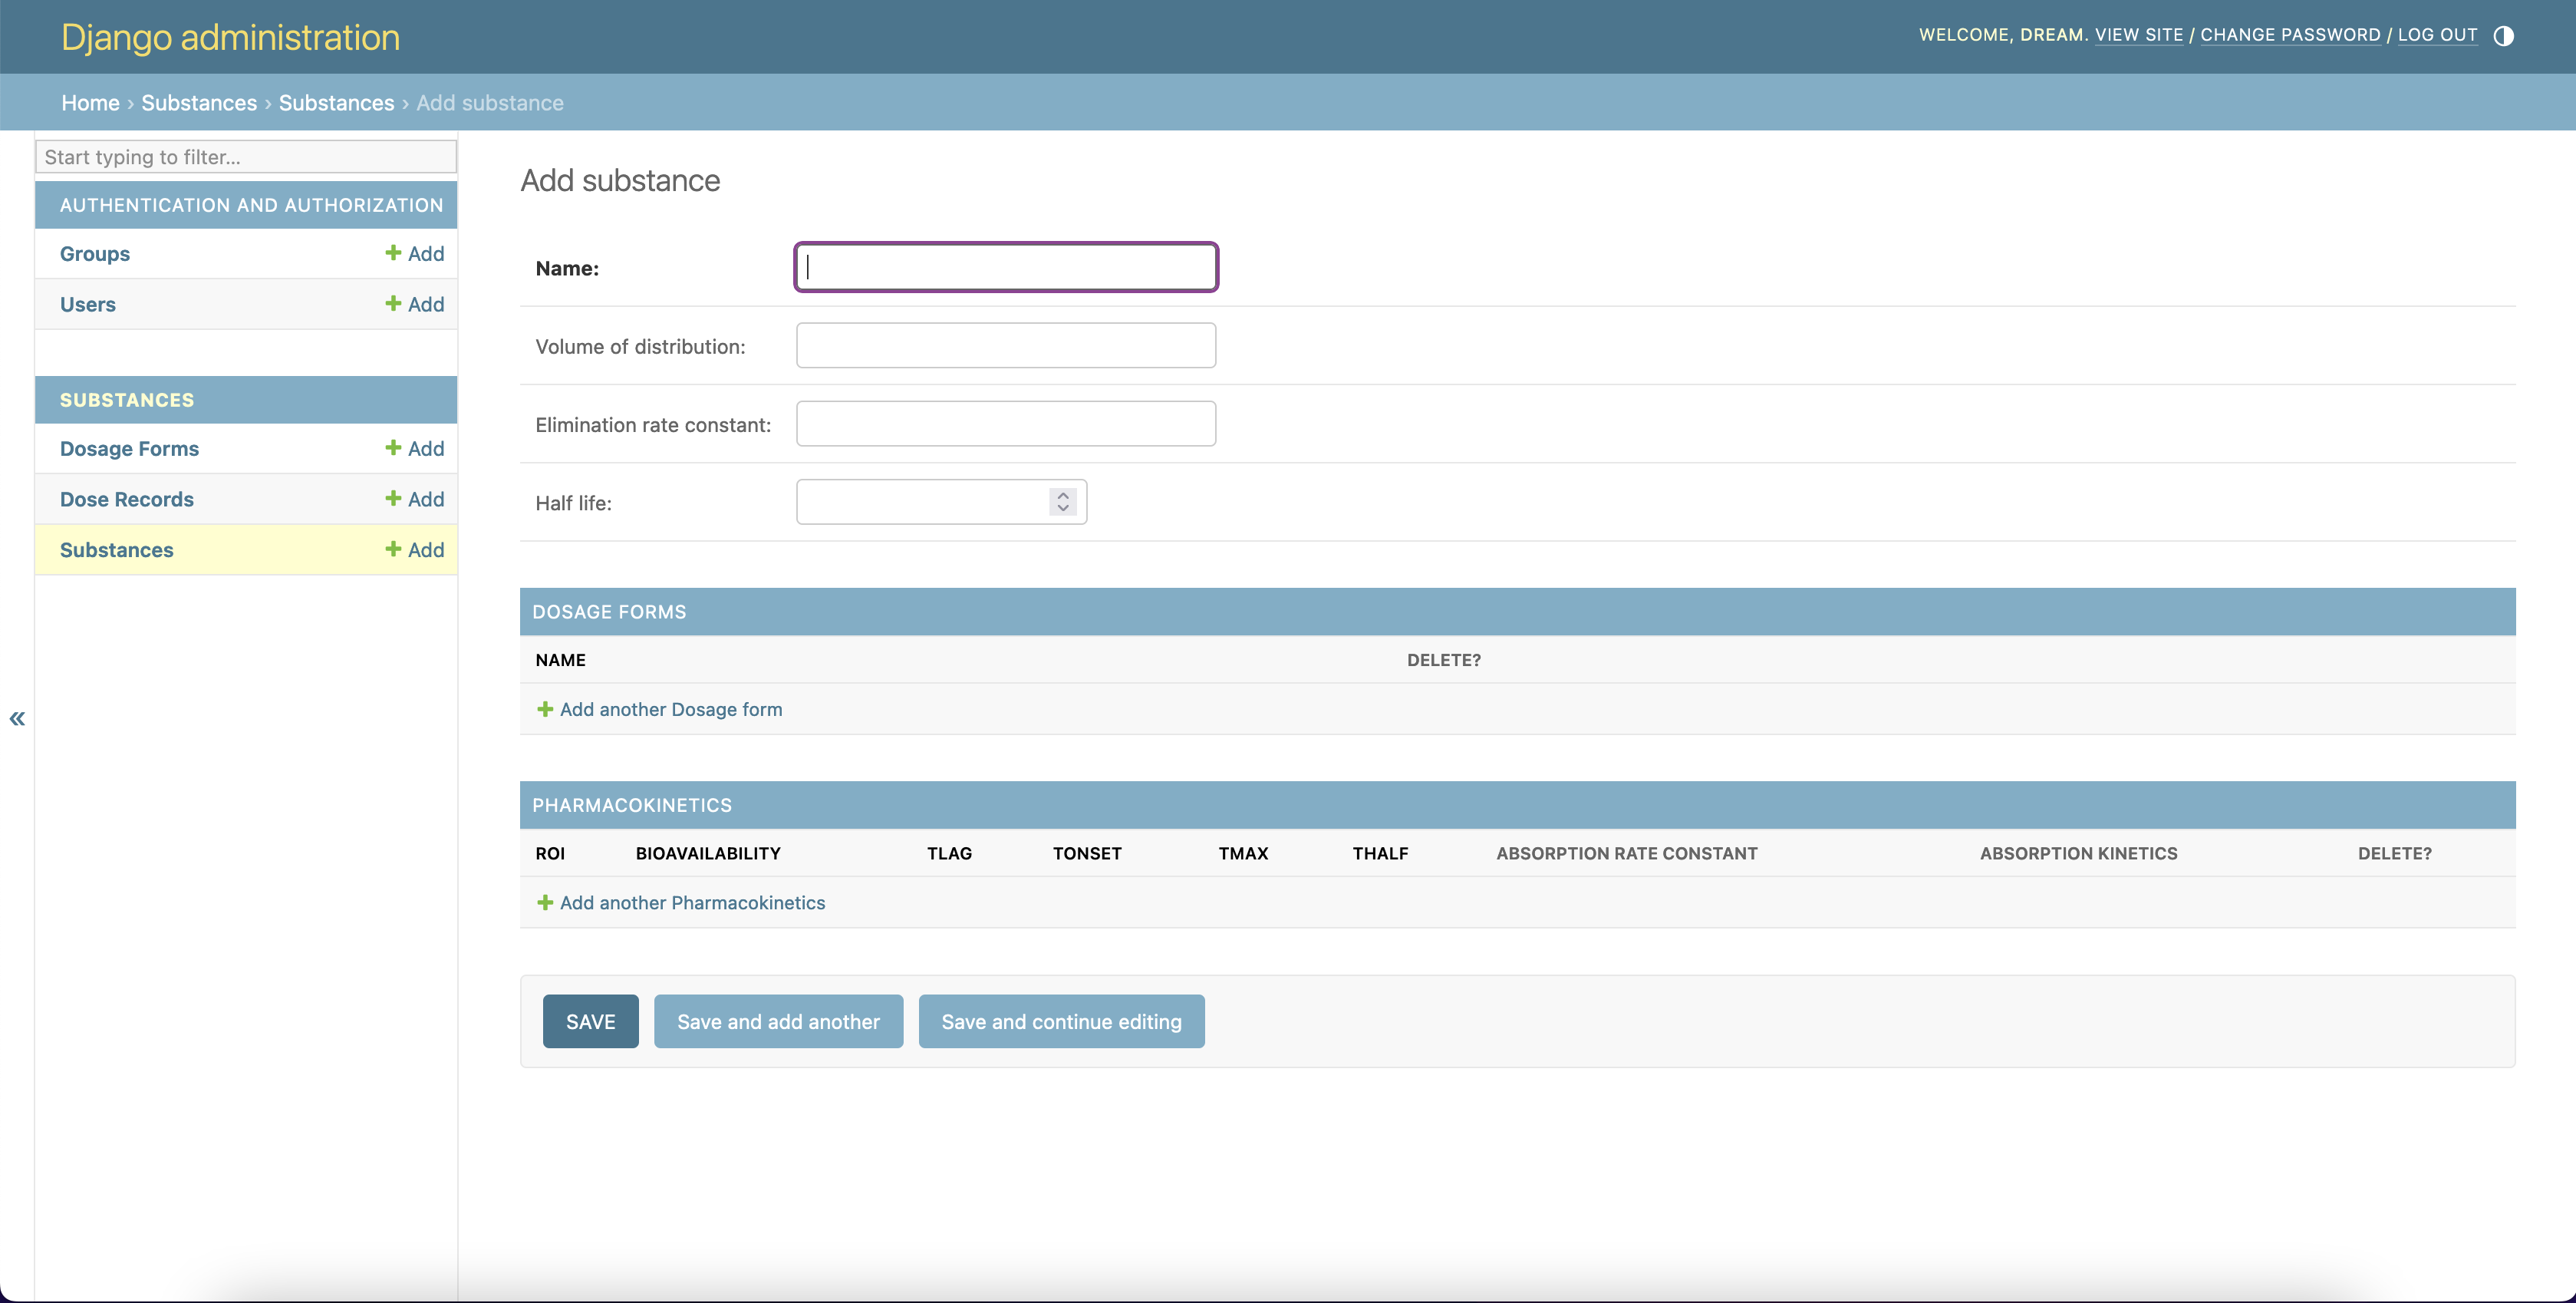 Django administration
WELCOME, DREAM. VIEW SITE / CHANGE PASSWORD / LOG OUT
Home › Substances › Substances › Add substance
Start typing to filter...
AUTHENTICATION AND AUTHORIZATION
Groups + Add
Users + Add
SUBSTANCES
Dosage Forms + Add
Dose Records + Add
Substances + Add
«
Add substance
Name:
Volume of distribution:
Elimination rate constant:
Half life:
DOSAGE FORMS
NAME DELETE?
+ Add another Dosage form
PHARMACOKINETICS
ROI BIOAVAILABILITY TLAG TONSET TMAX THALF ABSORPTION RATE CONSTANT ABSORPTION KINETICS DELETE?
+ Add another Pharmacokinetics
SAVE Save and add another Save and continue editing